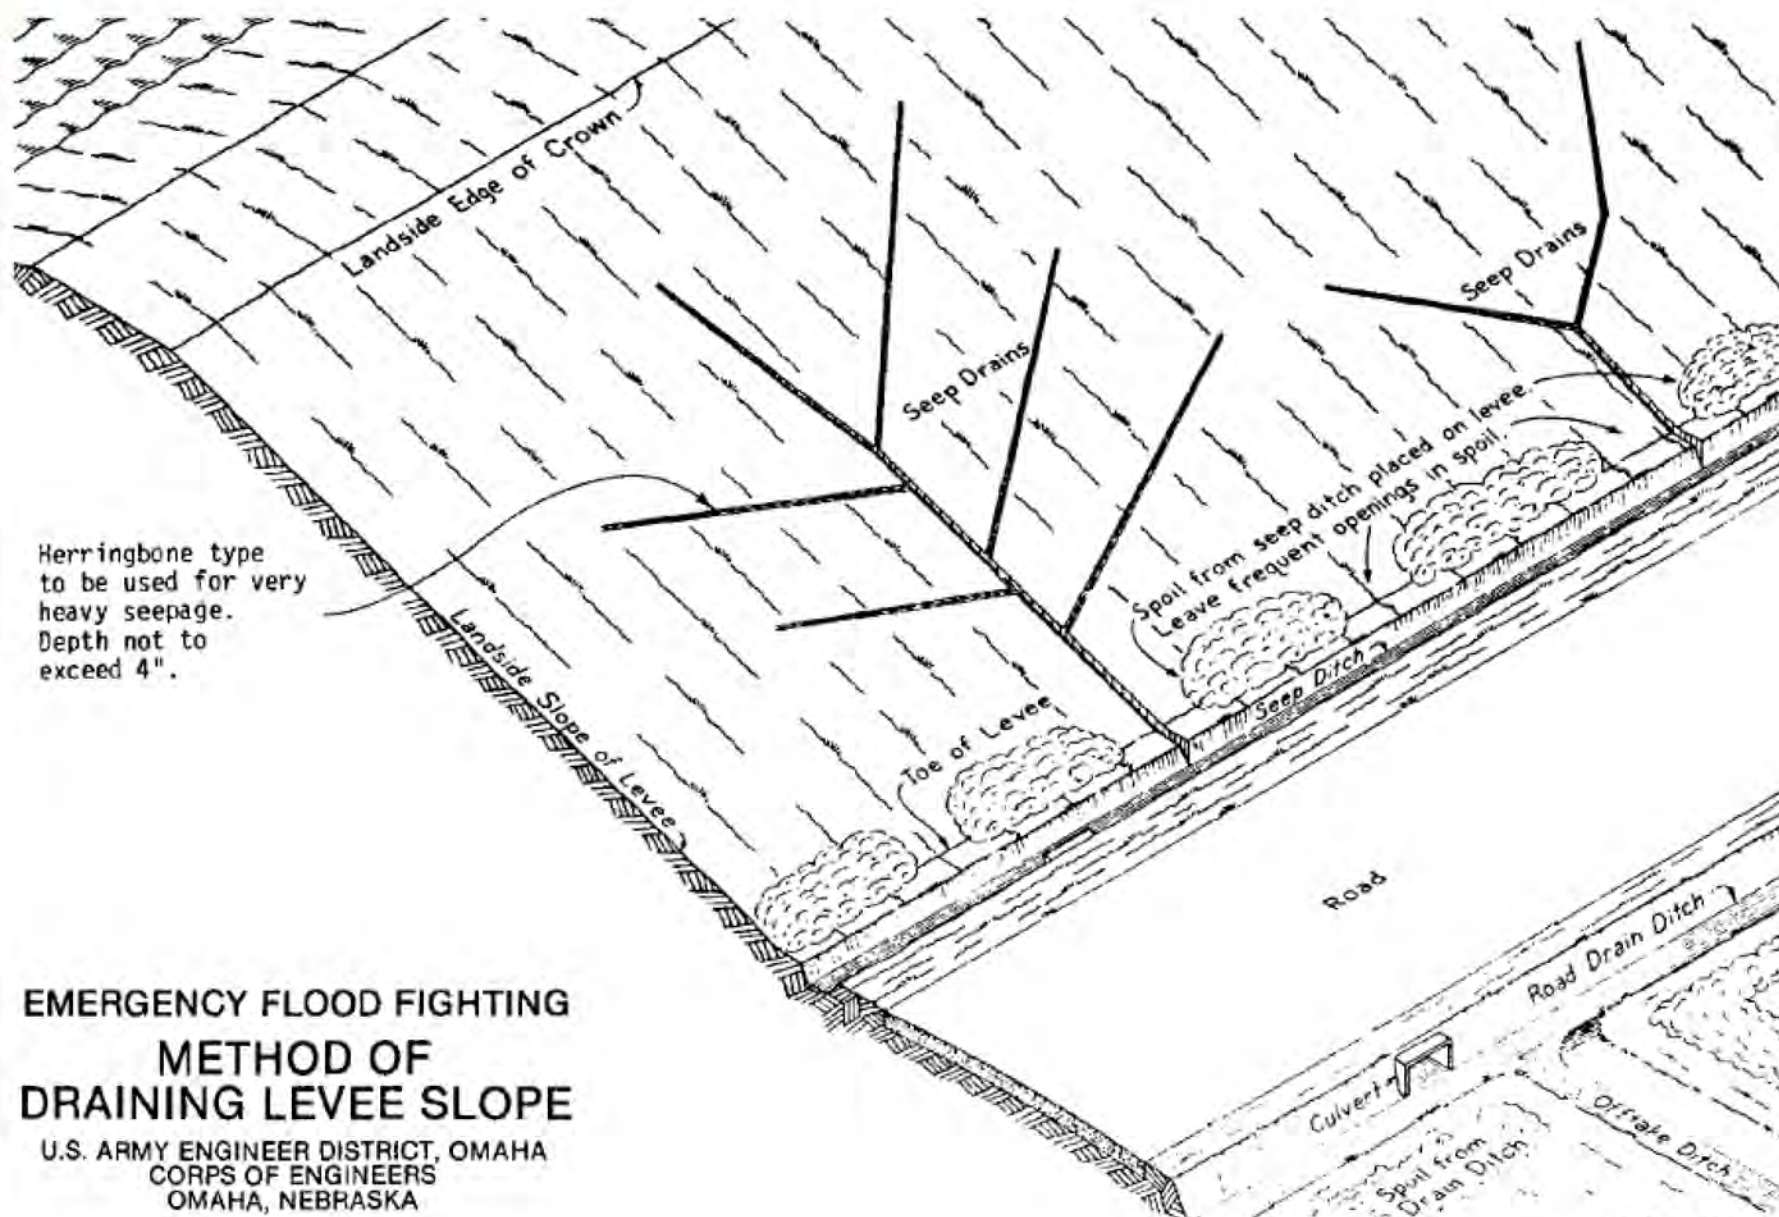 Landside Edge of Crown
Seep Drains
Seep Drains
Spoil from seep ditch placed on levee.
Leave frequent openings in spoil.
Herringbone type
to be used for very
heavy seepage.
Depth not to
exceed 4".
Landside Slope of Levee
Toe of Levee
Seep Ditch
Road
Road Drain Ditch
Culvert
Offtake Ditch
Spoil from
Drain Ditch
EMERGENCY FLOOD FIGHTING
METHOD OF
DRAINING LEVEE SLOPE
U.S. ARMY ENGINEER DISTRICT, OMAHA
CORPS OF ENGINEERS
OMAHA, NEBRASKA